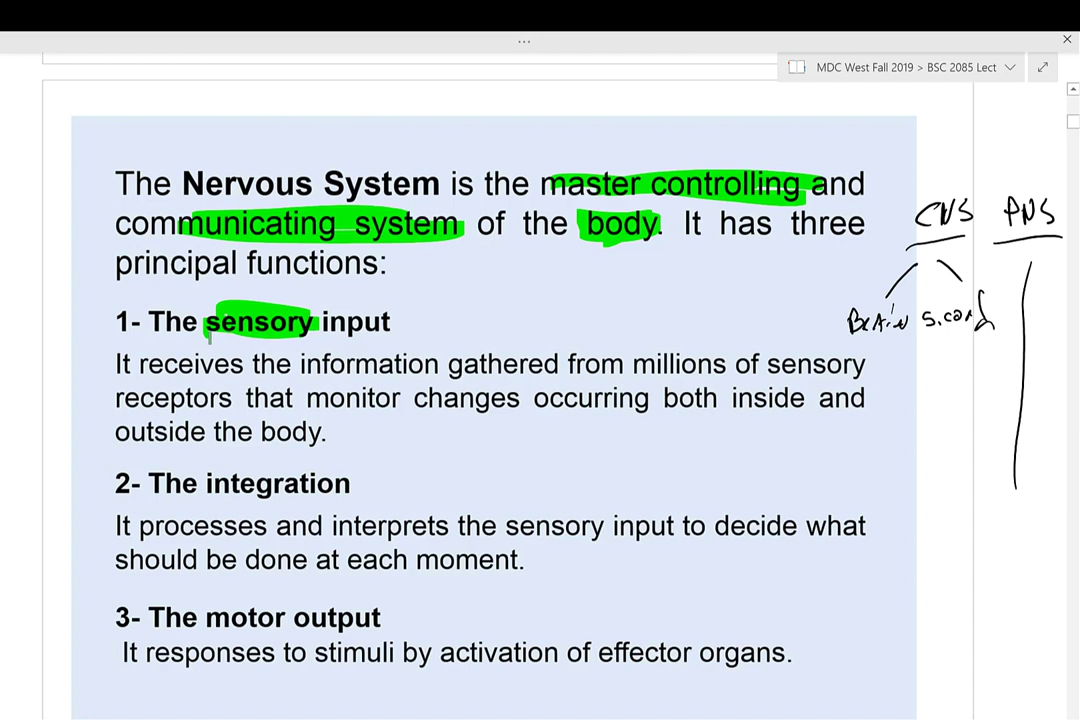 MDC West Fall 2019 > BSC 2085 Lect
The Nervous System is the master controlling and
communicating system of the body. It has three
principal functions:
CNS PNS
1- The sensory input
Brain S.cord
It receives the information gathered from millions of sensory
receptors that monitor changes occurring both inside and
outside the body.
2- The integration
It processes and interprets the sensory input to decide what
should be done at each moment.
3- The motor output
It responses to stimuli by activation of effector organs.